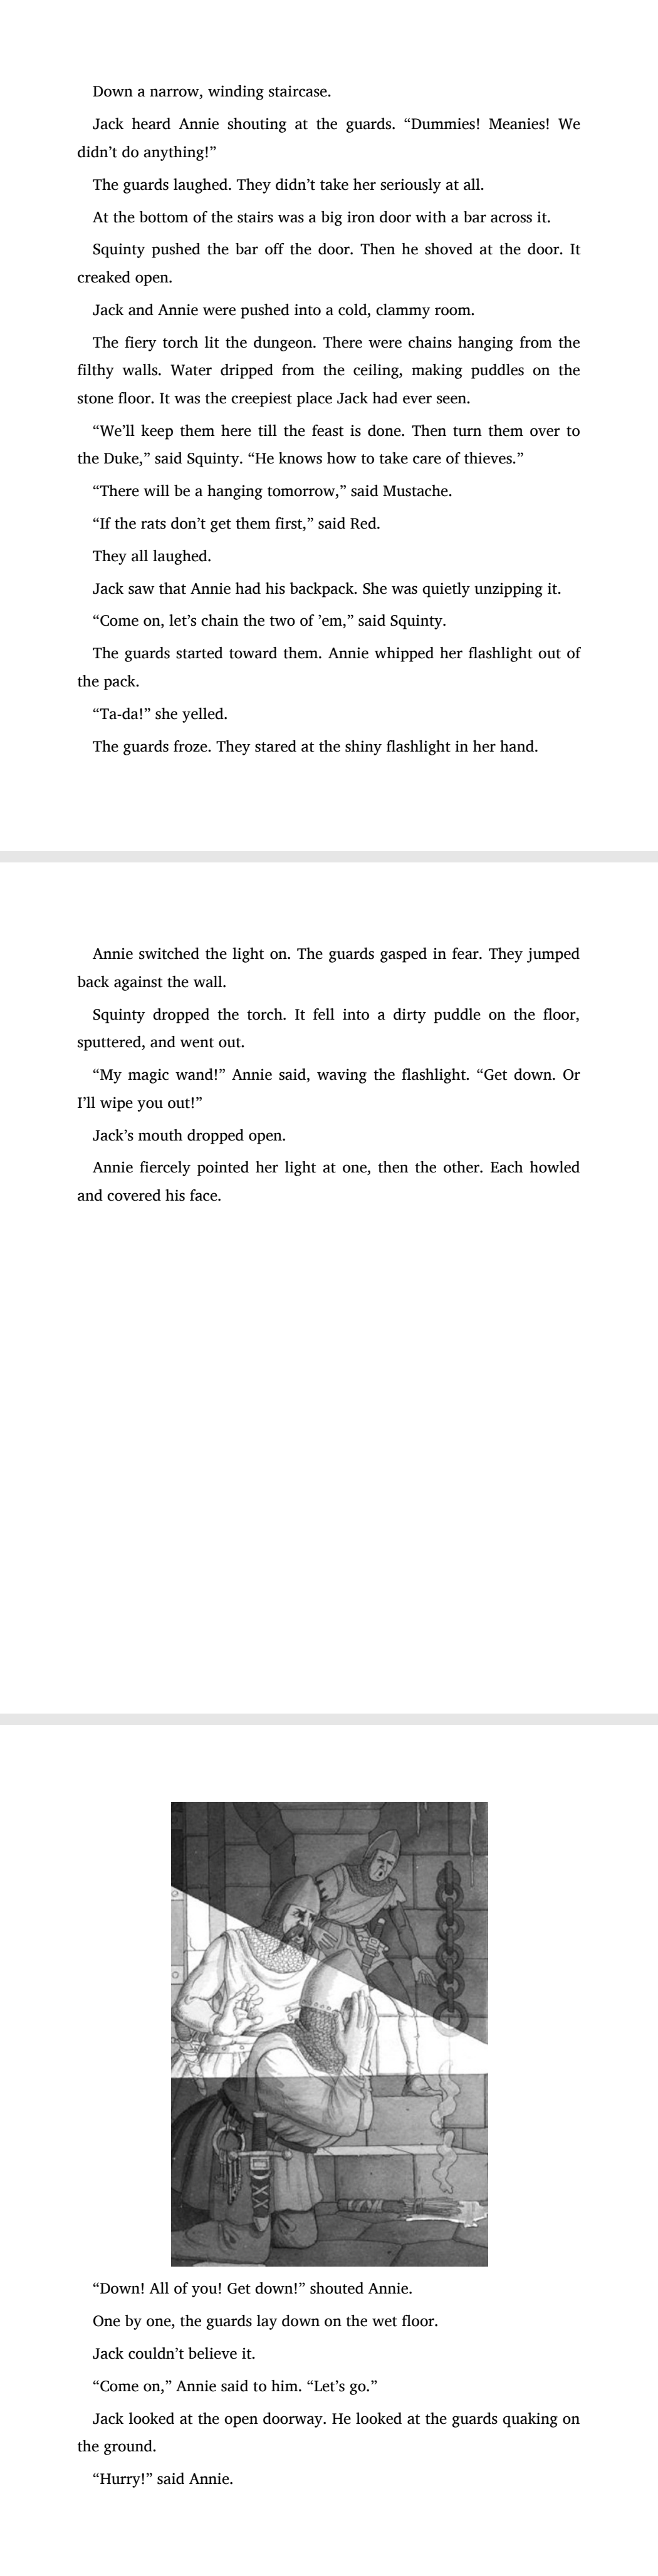 Down a narrow, winding staircase.
Jack heard Annie shouting at the guards. “Dummies! Meanies! We
didn’t do anything!”
The guards laughed. They didn’t take her seriously at all.
At the bottom of the stairs was a big iron door with a bar across it.
Squinty pushed the bar off the door. Then he shoved at the door. It
creaked open.
Jack and Annie were pushed into a cold, clammy room.
The fiery torch lit the dungeon. There were chains hanging from the
filthy walls. Water dripped from the ceiling, making puddles on the
stone floor. It was the creepiest place Jack had ever seen.
“We’ll keep them here till the feast is done. Then turn them over to
the Duke,” said Squinty. “He knows how to take care of thieves.”
“There will be a hanging tomorrow,” said Mustache.
“If the rats don’t get them first,” said Red.
They all laughed.
Jack saw that Annie had his backpack. She was quietly unzipping it.
“Come on, let’s chain the two of ’em,” said Squinty.
The guards started toward them. Annie whipped her flashlight out of
the pack.
“Ta-da!” she yelled.
The guards froze. They stared at the shiny flashlight in her hand.
Annie switched the light on. The guards gasped in fear. They jumped
back against the wall.
Squinty dropped the torch. It fell into a dirty puddle on the floor,
sputtered, and went out.
“My magic wand!” Annie said, waving the flashlight. “Get down. Or
I’ll wipe you out!”
Jack’s mouth dropped open.
Annie fiercely pointed her light at one, then the other. Each howled
and covered his face.
“Down! All of you! Get down!” shouted Annie.
One by one, the guards lay down on the wet floor.
Jack couldn’t believe it.
“Come on,” Annie said to him. “Let’s go.”
Jack looked at the open doorway. He looked at the guards quaking on
the ground.
“Hurry!” said Annie.